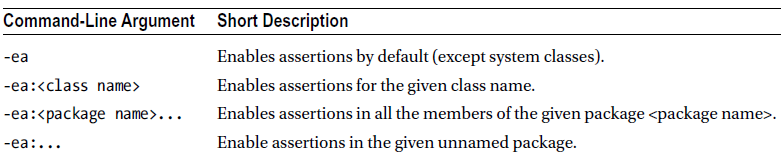 Command-Line Argument Short Description
-ea Enables assertions by default (except system classes).
-ea:<class name> Enables assertions for the given class name.
-ea:<package name>... Enables assertions in all the members of the given package <package name>.
-ea:... Enable assertions in the given unnamed package.